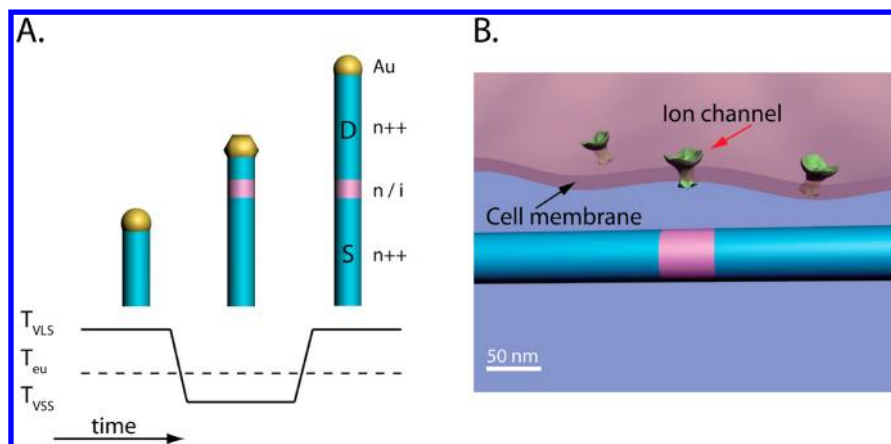 A.
Au
D
n++
n / i
S
n++
T_VLS
T_eu
T_VSS
time
B.
Ion channel
Cell membrane
50 nm